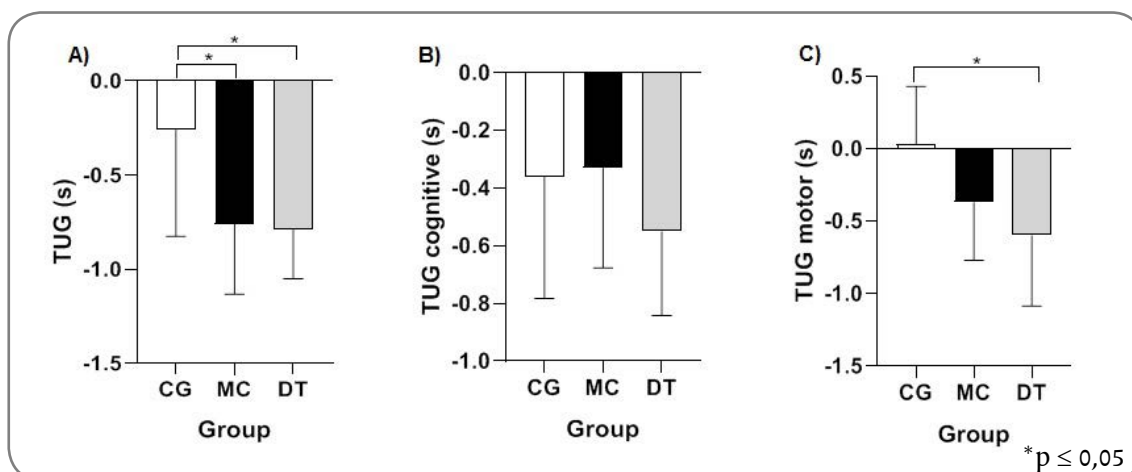 A)
*
*
TUG (s)
0.0
-0.5
-1.0
-1.5
CG MC DT
Group
B)
TUG cognitive (s)
0.0
-0.2
-0.4
-0.6
-0.8
-1.0
CG MC DT
Group
C)
*
TUG motor (s)
0.5
0.0
-0.5
-1.0
-1.5
CG MC DT
Group
*p ≤ 0,05